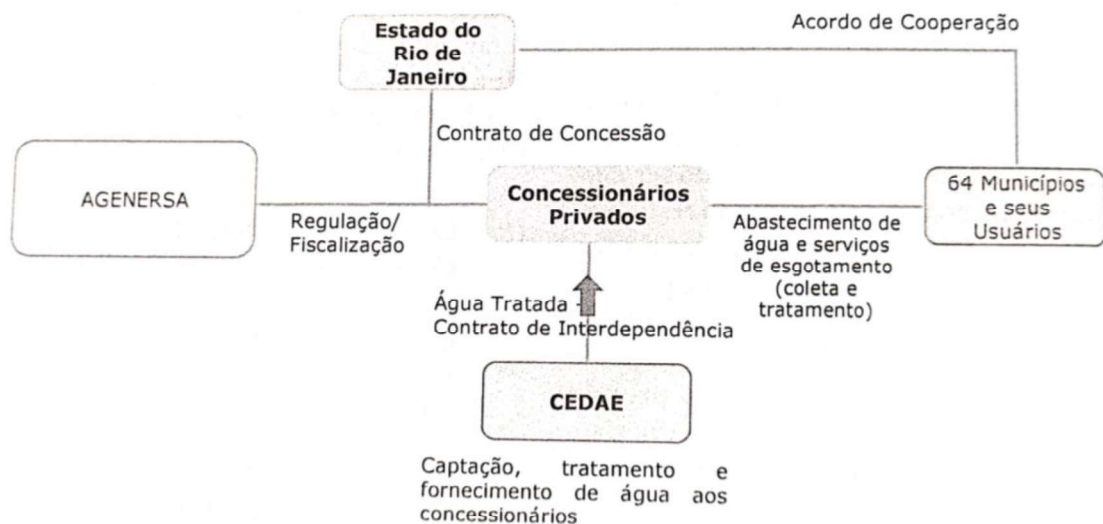 Acordo de Cooperação
Estado do
Rio de
Janeiro
Contrato de Concessão
AGENERSA
Regulação/
Fiscalização
Concessionários
Privados
Abastecimento de
água e serviços
de esgotamento
(coleta e
tratamento)
64 Municípios
e seus
Usuários
Água Tratada -
Contrato de Interdependência
CEDAE
Captação, tratamento e
fornecimento de água aos
concessionários